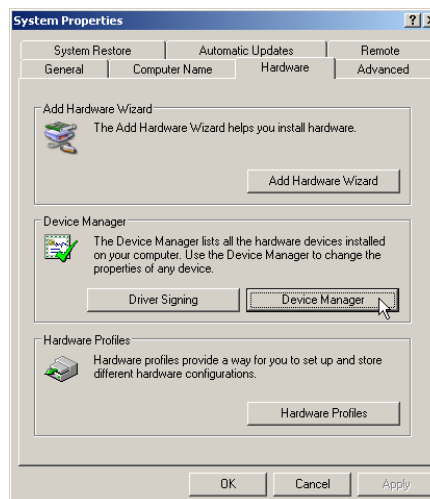 System Properties
?
System Restore
Automatic Updates
Remote
General
Computer Name
Hardware
Advanced
Add Hardware Wizard
The Add Hardware Wizard helps you install hardware.
Add Hardware Wizard
Device Manager
The Device Manager lists all the hardware devices installed
on your computer. Use the Device Manager to change the
properties of any device.
Driver Signing
Device Manager
Hardware Profiles
Hardware profiles provide a way for you to set up and store
different hardware configurations.
Hardware Profiles
OK
Cancel
Apply